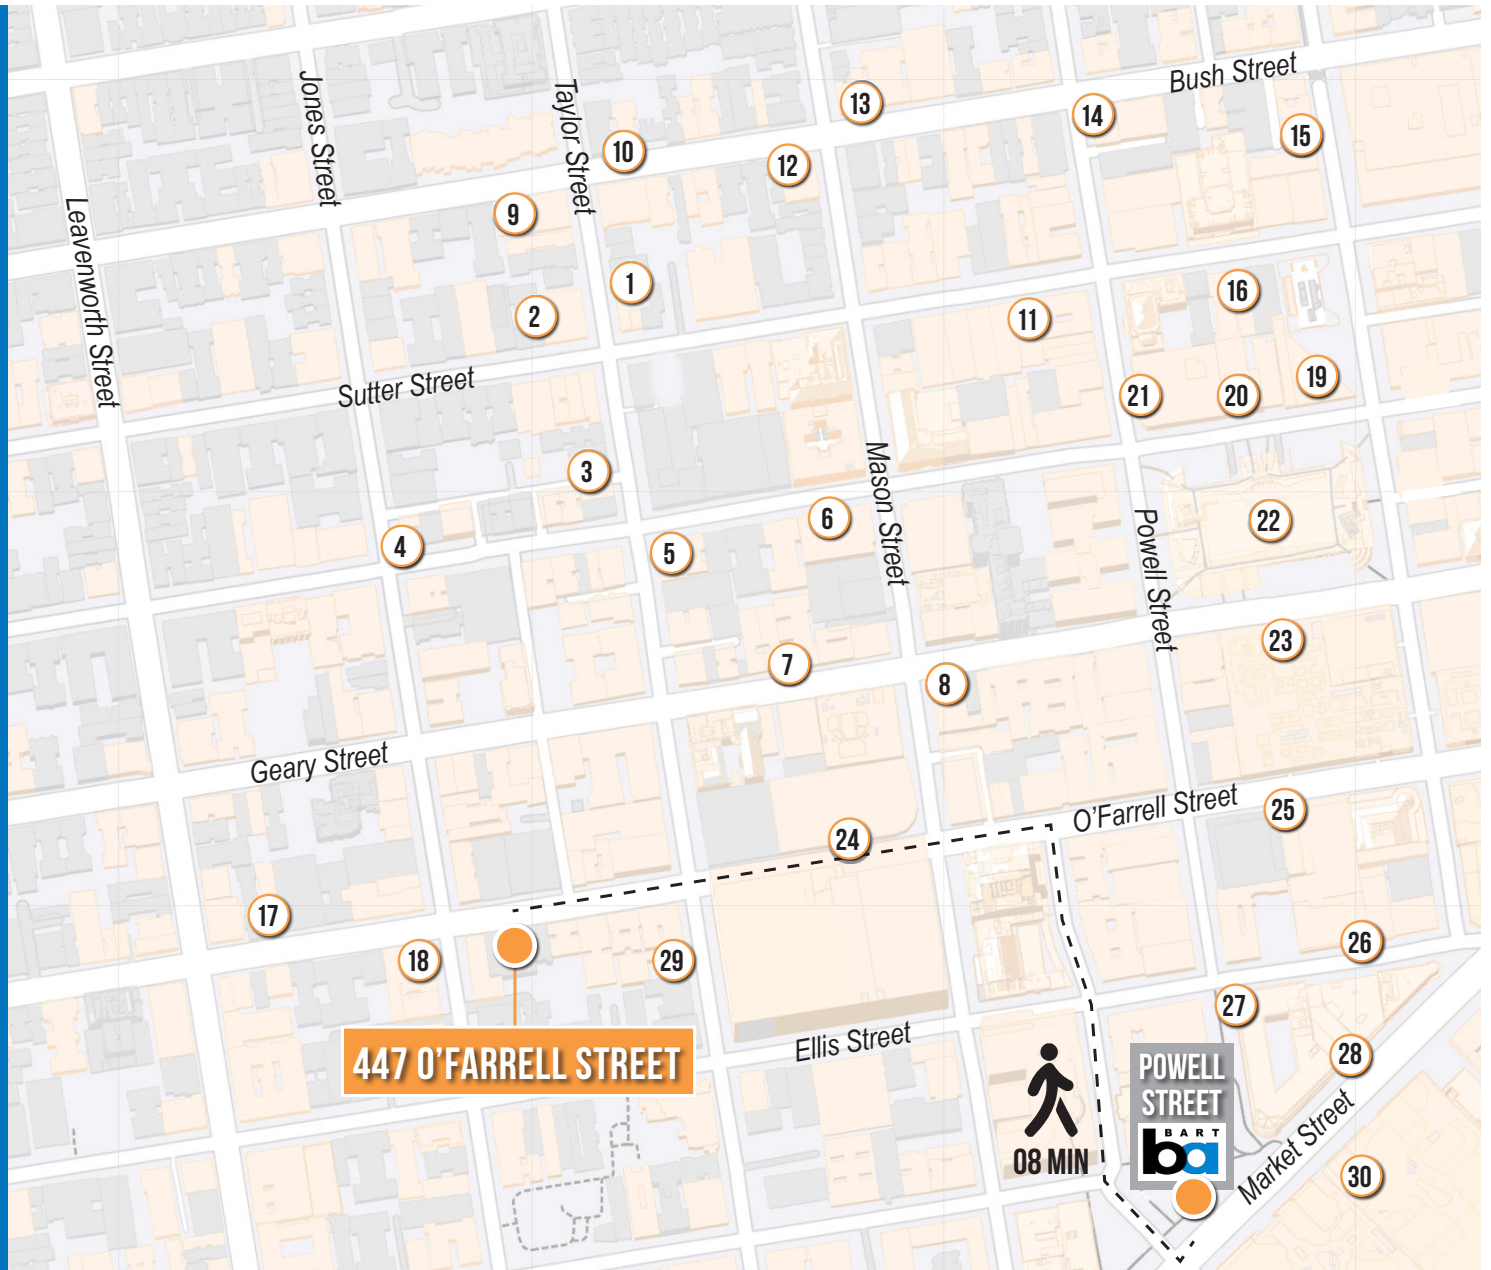 Bush Street
Jones Street
Taylor Street
13
14
15
10
12
9
Leavenworth Street
1
2
16
11
Sutter Street
19
21
20
3
Mason Street
6
22
4
5
Powell Street
23
7
8
Geary Street
O'Farrell Street
25
24
17
18
29
26
27
Ellis Street
28
447 O'FARRELL STREET
POWELL
STREET
BART
ba
08 MIN
Market Street
30